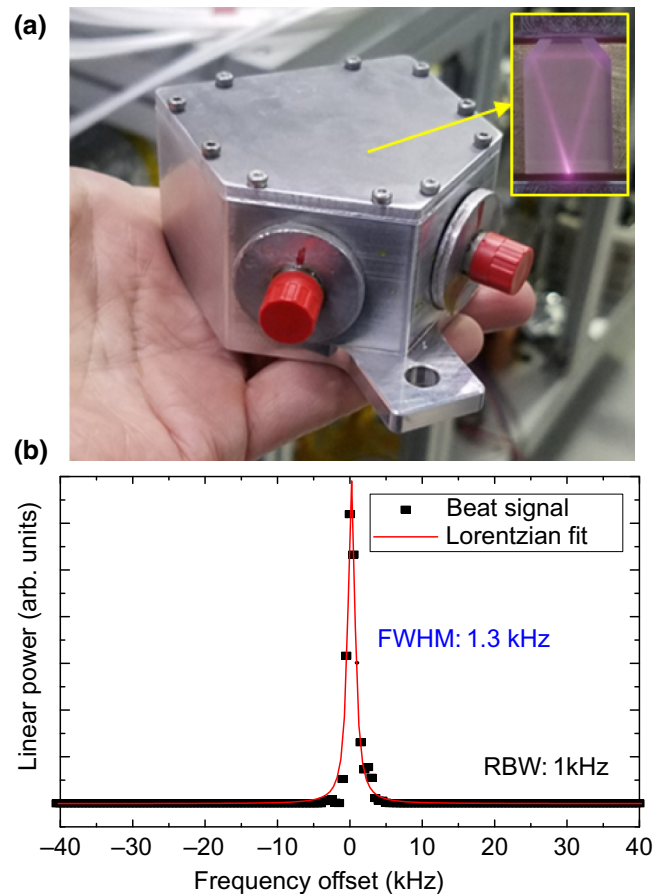 (a)
(b)
Beat signal
Lorentzian fit
FWHM: 1.3 kHz
RBW: 1kHz
Linear power (arb. units)
–40 –30 –20 –10 0 10 20 30 40
Frequency offset (kHz)